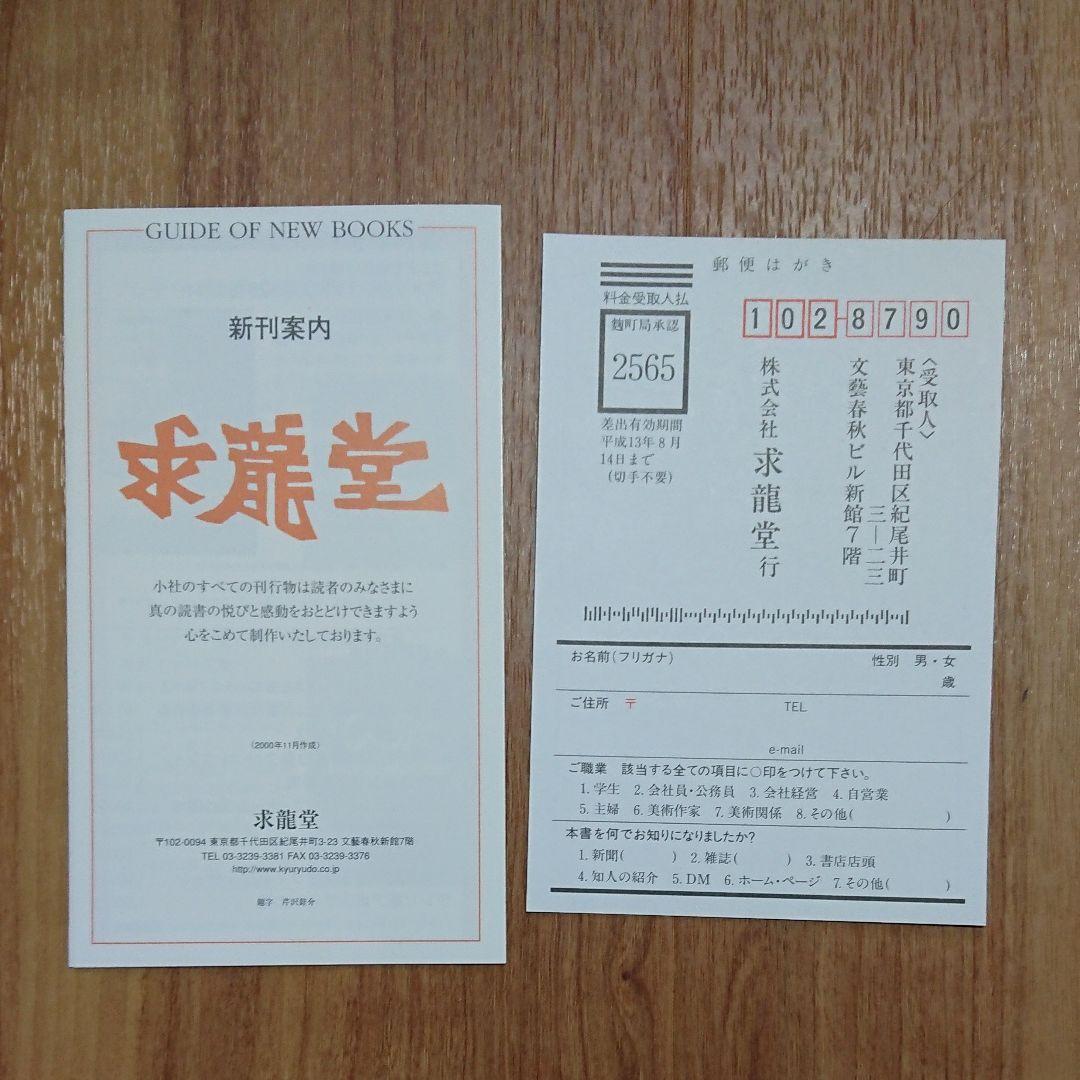 GUIDE OF NEW BOOKS
新刊案内
求龍堂
小社のすべての刊行物は読者のみなさまに
真の読書の悦びと感動をおとどけできますよう
心をこめて制作いたしております。
(2000年11月作成)
求龍堂
〒102-0094 東京都千代田区紀尾井町3-23 文藝春秋新館7階
TEL 03-3239-3381 FAX 03-3239-3376
http://www.kyuryudo.co.jp
題字 芹沢銈介
郵便はがき
料金受取人払
麹町局承認
2565
差出有効期間
平成13年8月
14日まで
(切手不要)
102-8790
〈受取人〉
東京都千代田区紀尾井町
三―二三
文藝春秋ビル新館7階
株式会社 求龍堂 行
お名前(フリガナ) 性別 男・女
歳
ご住所 〒 TEL
e-mail
ご職業 該当する全ての項目に○印をつけて下さい。
1.学生 2.会社員・公務員 3.会社経営 4.自営業
5.主婦 6.美術作家 7.美術関係 8.その他( )
本書を何でお知りになりましたか?
1.新聞( ) 2.雑誌( ) 3.書店店頭
4.知人の紹介 5.DM 6.ホーム・ページ 7.その他( )